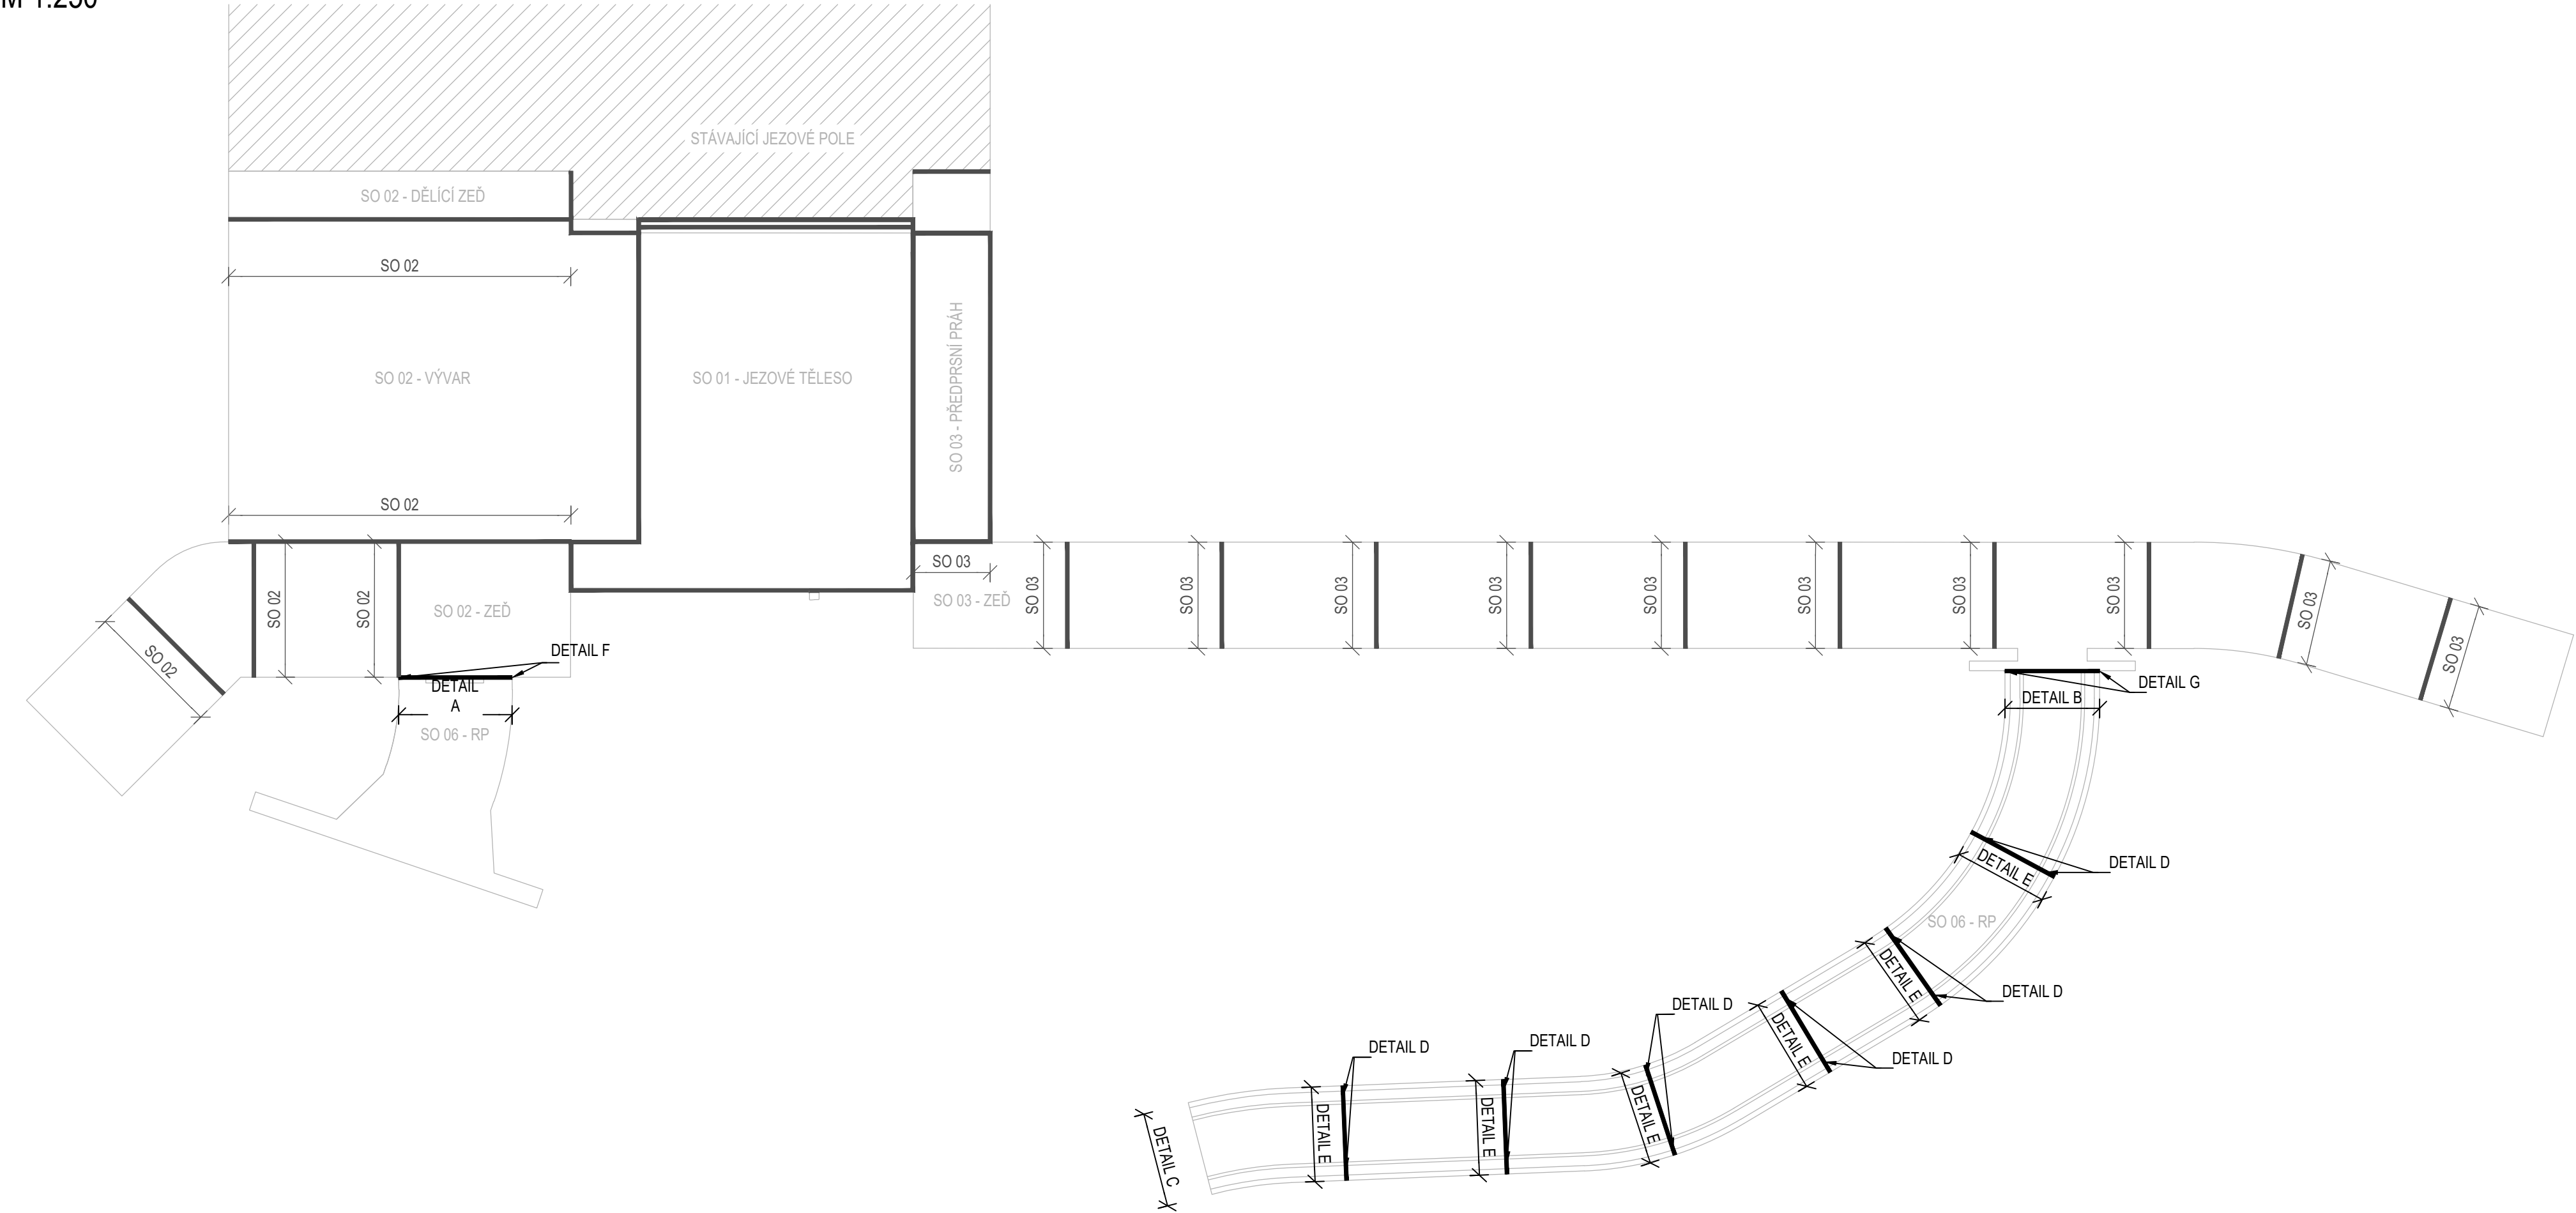 M 1:250
STÁVAJÍCÍ JEZOVÉ POLE
SO 02 - DĚLÍCÍ ZEĎ
SO 02
SO 02 - VÝVAR
SO 01 - JEZOVÉ TĚLESO
SO 03 - PŘEDPRSNÍ PRÁH
SO 02
SO 03
SO 02
SO 02
SO 02
SO 02 - ZEĎ
SO 03 - ZEĎ
SO 03
SO 03
SO 03
SO 03
SO 03
SO 03
SO 03
SO 03
SO 03
SO 03
DETAIL F
DETAIL
A
SO 06 - RP
DETAIL G
DETAIL B
DETAIL D
DETAIL E
SO 06 - RP
DETAIL E
DETAIL D
DETAIL D
DETAIL E
DETAIL D
DETAIL D
DETAIL D
DETAIL E
DETAIL E
DETAIL E
DETAIL C